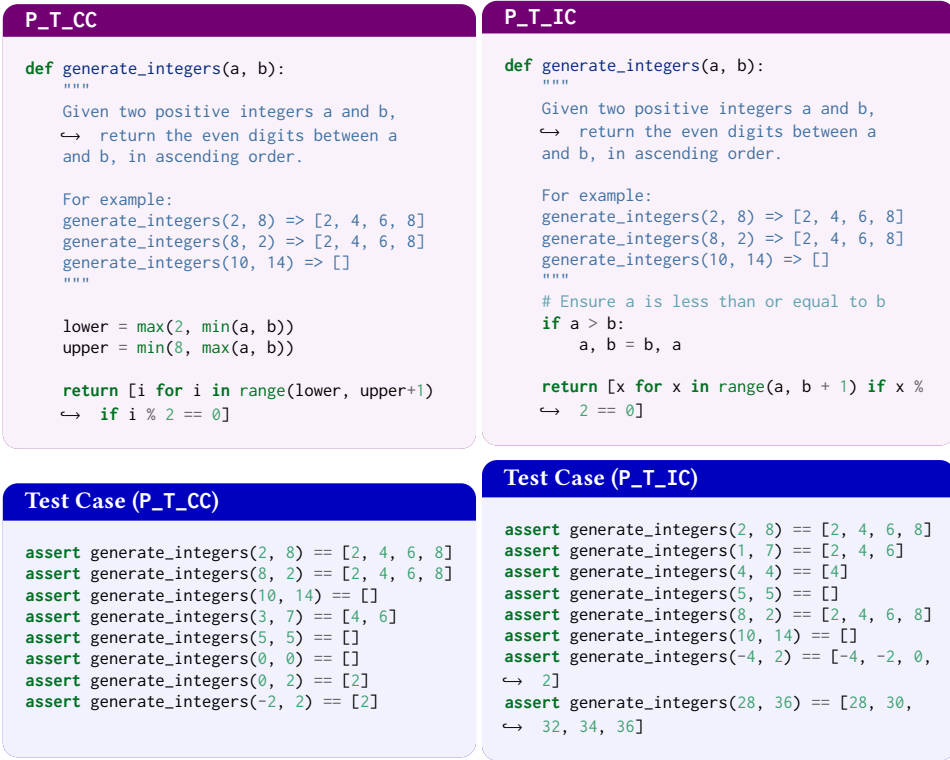 P_T_CC
def generate_integers(a, b):
    """
    Given two positive integers a and b,
    ↪ return the even digits between a
    and b, in ascending order.

    For example:
    generate_integers(2, 8) => [2, 4, 6, 8]
    generate_integers(8, 2) => [2, 4, 6, 8]
    generate_integers(10, 14) => []
    """

    lower = max(2, min(a, b))
    upper = min(8, max(a, b))

    return [i for i in range(lower, upper+1)
    ↪ if i % 2 == 0]

Test Case (P_T_CC)
assert generate_integers(2, 8) == [2, 4, 6, 8]
assert generate_integers(8, 2) == [2, 4, 6, 8]
assert generate_integers(10, 14) == []
assert generate_integers(3, 7) == [4, 6]
assert generate_integers(5, 5) == []
assert generate_integers(0, 0) == []
assert generate_integers(0, 2) == [2]
assert generate_integers(-2, 2) == [2]

P_T_IC
def generate_integers(a, b):
    """
    Given two positive integers a and b,
    ↪ return the even digits between a
    and b, in ascending order.

    For example:
    generate_integers(2, 8) => [2, 4, 6, 8]
    generate_integers(8, 2) => [2, 4, 6, 8]
    generate_integers(10, 14) => []
    """
    # Ensure a is less than or equal to b
    if a > b:
        a, b = b, a

    return [x for x in range(a, b + 1) if x %
    ↪ 2 == 0]

Test Case (P_T_IC)
assert generate_integers(2, 8) == [2, 4, 6, 8]
assert generate_integers(1, 7) == [2, 4, 6]
assert generate_integers(4, 4) == [4]
assert generate_integers(5, 5) == []
assert generate_integers(8, 2) == [2, 4, 6, 8]
assert generate_integers(10, 14) == []
assert generate_integers(-4, 2) == [-4, -2, 0,
↪ 2]
assert generate_integers(28, 36) == [28, 30,
↪ 32, 34, 36]